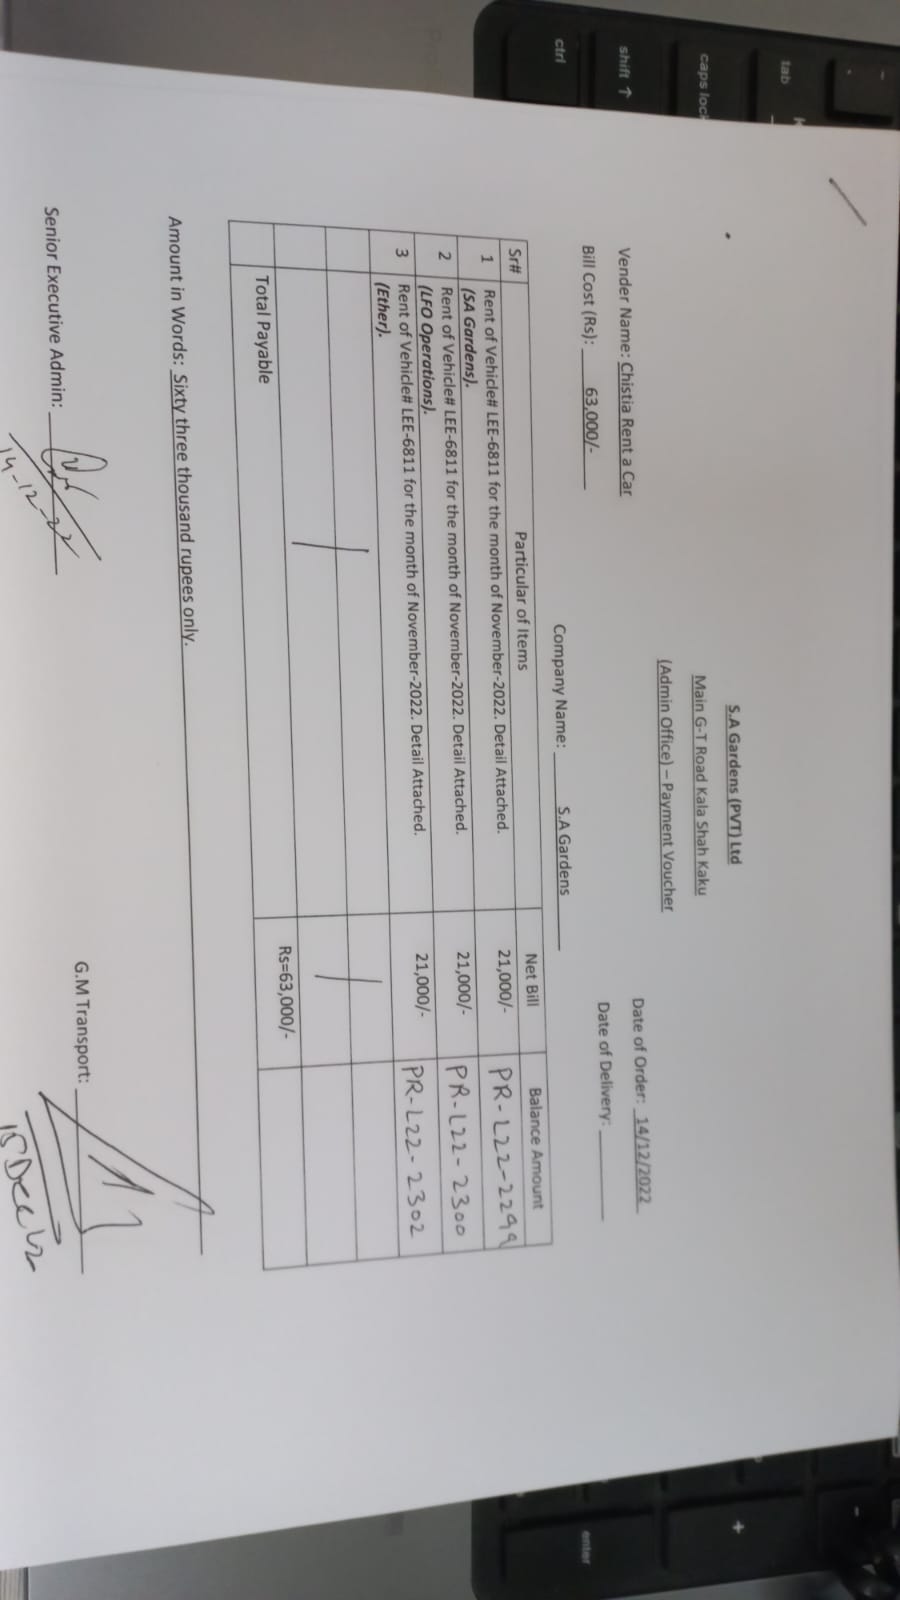 S.A Gardens (PVT) Ltd
Main G-T Road Kala Shah Kaku
(Admin Office) – Payment Voucher
Vender Name: Chistia Rent a Car
Date of Order: 14/12/2022
Bill Cost (Rs): 63,000/-
Company Name: S.A Gardens
Date of Delivery:
Sr# Particular of Items Net Bill Balance Amount
1 Rent of Vehicle# LEE-6811 for the month of November-2022. Detail Attached. 21,000/- PR-L22-2299
(SA Gardens).
2 Rent of Vehicle# LEE-6811 for the month of November-2022. Detail Attached. 21,000/- PR-L22-2300
(LFO Operations).
3 Rent of Vehicle# LEE-6811 for the month of November-2022. Detail Attached. 21,000/- PR-L22-2302
(Ether).
Total Payable Rs=63,000/-
Amount in Words: Sixty three thousand rupees only.
Senior Executive Admin:
14-12-22
G.M Transport:
15 Dec
tab
caps lock
shift ↑
ctrl
+
enter